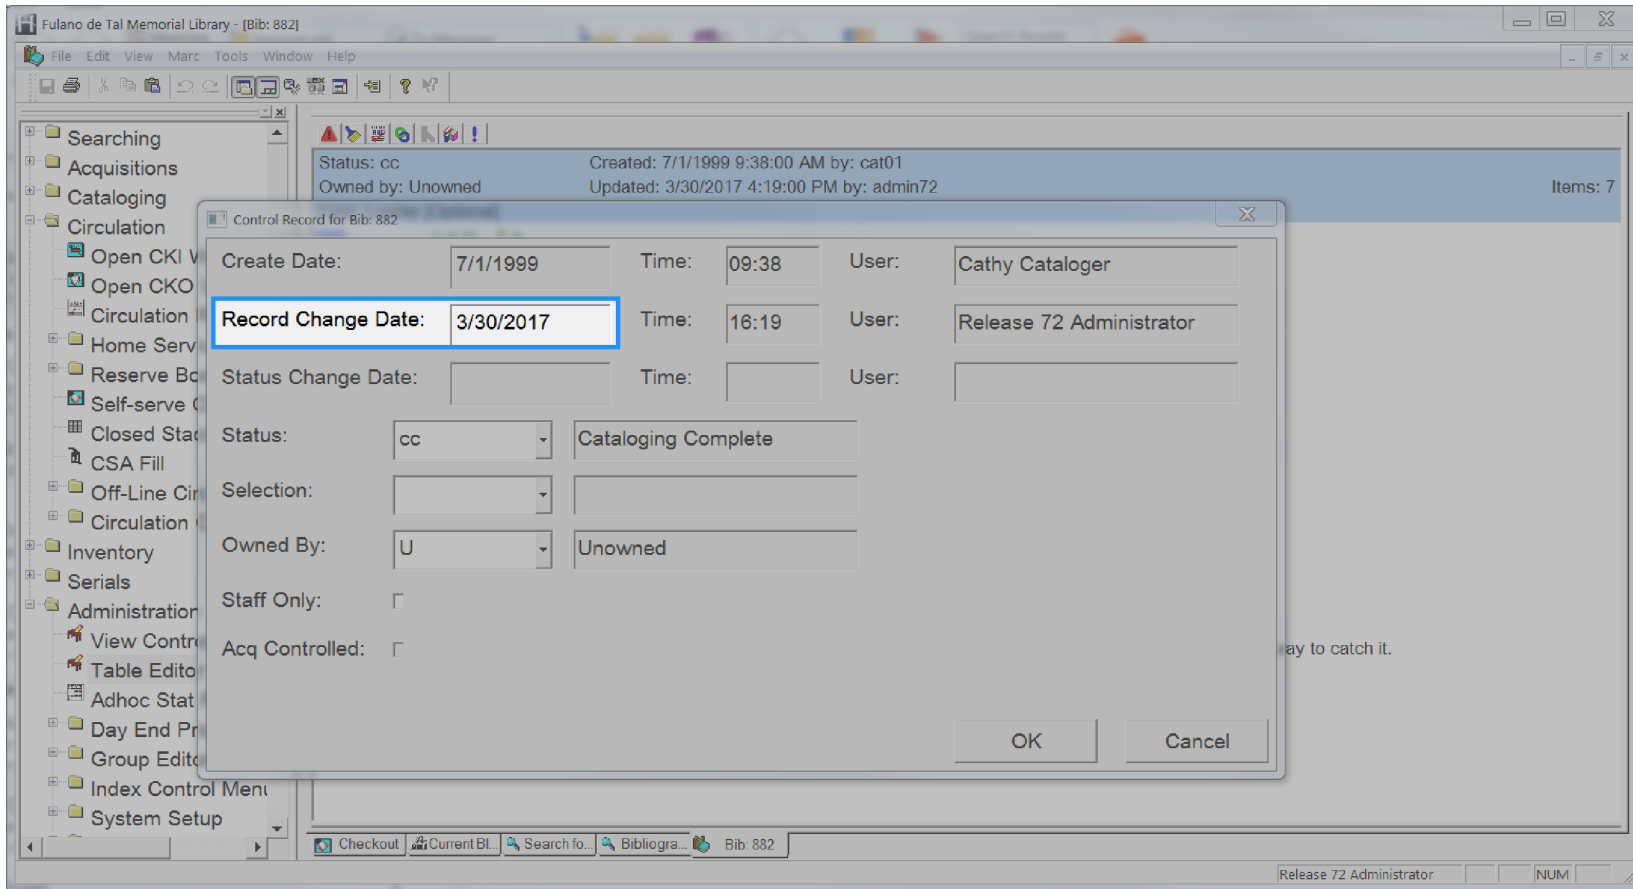 Fulano de Tal Memorial Library - [Bib: 882]
File Edit View Marc Tools Window Help
Searching
Acquisitions
Cataloging
Circulation
Open CKI
Open CKO
Circulation
Home Serv
Reserve Bo
Self-serve
Closed Stac
CSA Fill
Off-Line Cir
Circulation
Inventory
Serials
Administration
View Contro
Table Edito
Adhoc Stat
Day End Pr
Group Edito
Index Control Menu
System Setup
Status: cc Created: 7/1/1999 9:38:00 AM by: cat01
Owned by: Unowned Updated: 3/30/2017 4:19:00 PM by: admin72 Items: 7
Control Record for Bib: 882
Create Date: 7/1/1999 Time: 09:38 User: Cathy Cataloger
Record Change Date: 3/30/2017 Time: 16:19 User: Release 72 Administrator
Status Change Date: Time: User:
Status: cc Cataloging Complete
Selection:
Owned By: U Unowned
Staff Only:
Acq Controlled:
ay to catch it.
OK Cancel
Checkout Current Bl... Search fo... Bibliogra... Bib: 882
Release 72 Administrator NUM